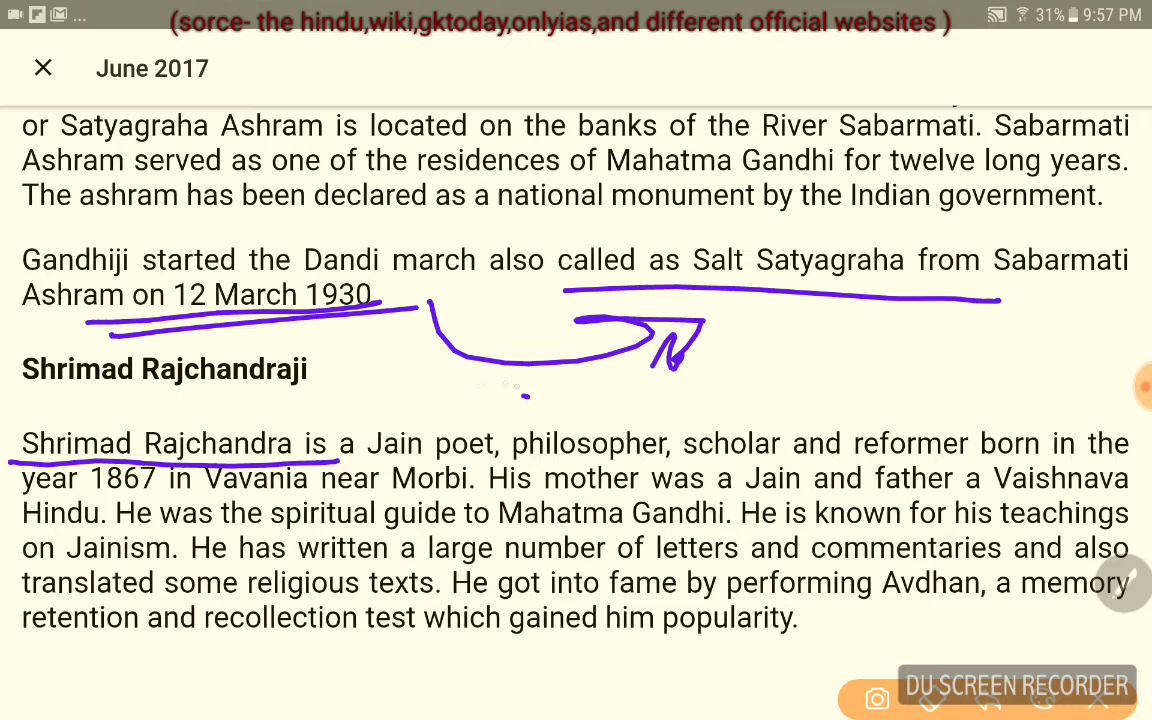 (sorce- the hindu,wiki,gktoday,onlyias,and different official websites )
... 31% 9:57 PM
× June 2017
or Satyagraha Ashram is located on the banks of the River Sabarmati. Sabarmati
Ashram served as one of the residences of Mahatma Gandhi for twelve long years.
The ashram has been declared as a national monument by the Indian government.
Gandhiji started the Dandi march also called as Salt Satyagraha from Sabarmati
Ashram on 12 March 1930
Shrimad Rajchandraji
Shrimad Rajchandra is a Jain poet, philosopher, scholar and reformer born in the
year 1867 in Vavania near Morbi. His mother was a Jain and father a Vaishnava
Hindu. He was the spiritual guide to Mahatma Gandhi. He is known for his teachings
on Jainism. He has written a large number of letters and commentaries and also
translated some religious texts. He got into fame by performing Avdhan, a memory
retention and recollection test which gained him popularity.
DU SCREEN RECORDER